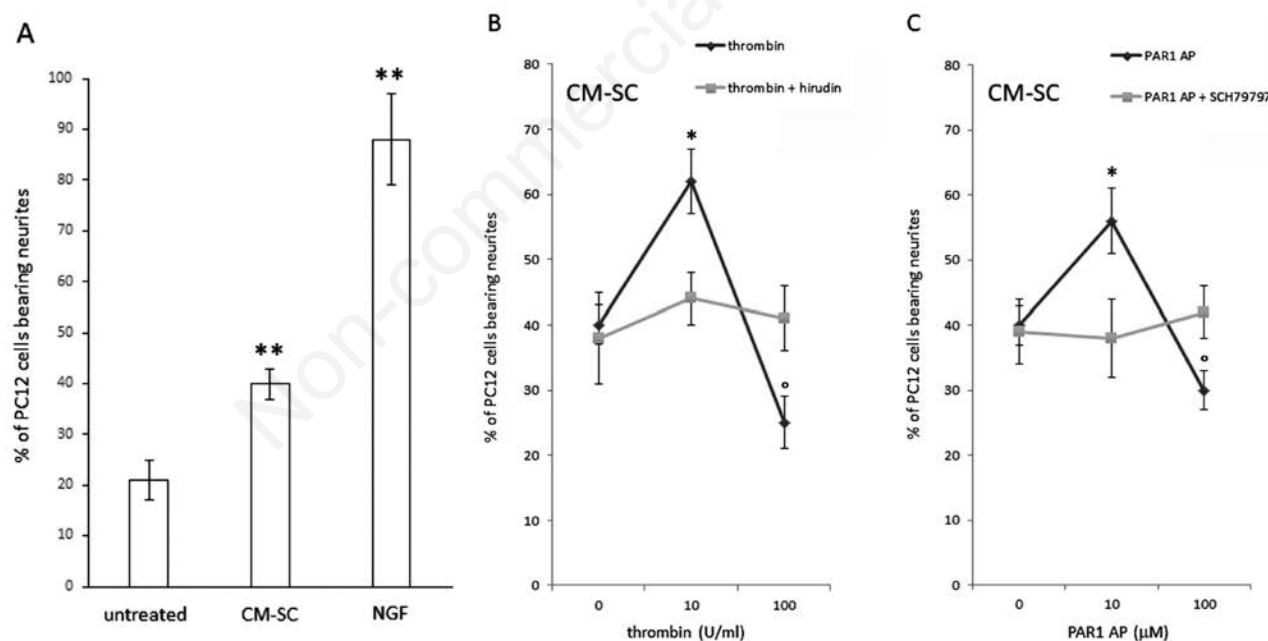 A
% of PC12 cells bearing neurites
100
90
80
70
60
50
40
30
20
10
0
**
**
untreated
CM-SC
NGF
B
thrombin
thrombin + hirudin
CM-SC
% of PC12 cells bearing neurites
80
70
60
50
40
30
20
10
0
*
°
0
10
100
thrombin (U/ml)
C
PAR1 AP
PAR1 AP + SCH79797
CM-SC
% of PC12 cells bearing neurites
80
70
60
50
40
30
20
10
0
*
°
0
10
100
PAR1 AP (µM)
Non-commercia